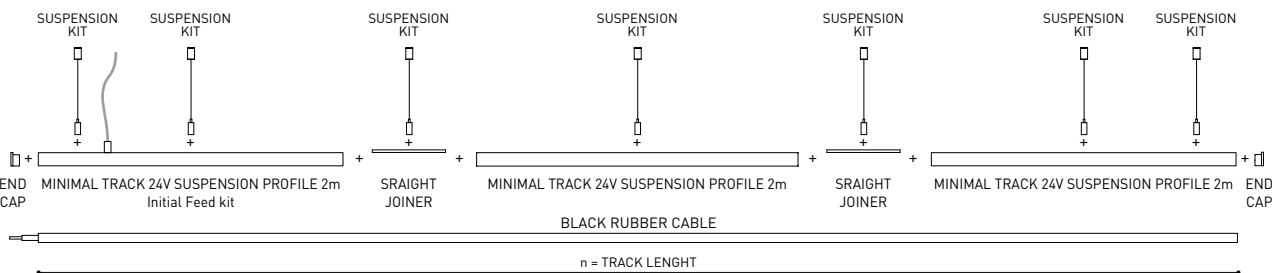 SUSPENSION
KIT
SUSPENSION
KIT
SUSPENSION
KIT
SUSPENSION
KIT
SUSPENSION
KIT
SUSPENSION
KIT
SUSPENSION
KIT
+ + + + + + +
+ + + + + +
END
CAP
MINIMAL TRACK 24V SUSPENSION PROFILE 2m
Initial Feed kit
SRAIGHT
JOINER
MINIMAL TRACK 24V SUSPENSION PROFILE 2m
SRAIGHT
JOINER
MINIMAL TRACK 24V SUSPENSION PROFILE 2m
END
CAP
BLACK RUBBER CABLE
n = TRACK LENGHT